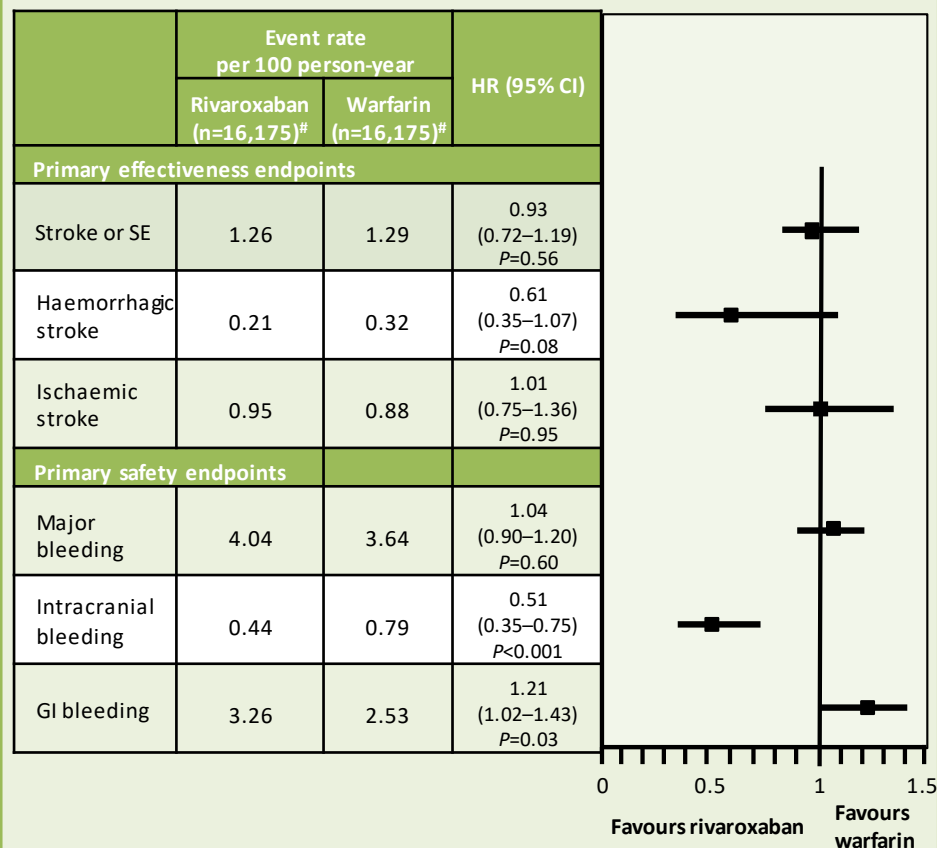 Event rate
per 100 person-year
HR (95% CI)
Rivaroxaban
(n=16,175)#
Warfarin
(n=16,175)#
Primary effectiveness endpoints
Stroke or SE
1.26
1.29
0.93
(0.72–1.19)
P=0.56
Haemorrhagic
stroke
0.21
0.32
0.61
(0.35–1.07)
P=0.08
Ischaemic
stroke
0.95
0.88
1.01
(0.75–1.36)
P=0.95
Primary safety endpoints
Major
bleeding
4.04
3.64
1.04
(0.90–1.20)
P=0.60
Intracranial
bleeding
0.44
0.79
0.51
(0.35–0.75)
P<0.001
GI bleeding
3.26
2.53
1.21
(1.02–1.43)
P=0.03
0 0.5 1 1.5
Favours rivaroxaban
Favours
warfarin